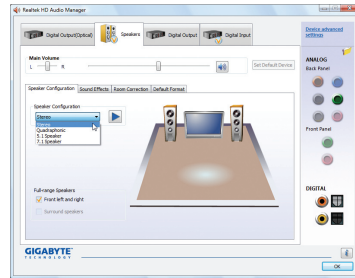 Realtek HD Audio Manager
Digital Output(Optical)
Speakers
Digital Output
Digital Input
Device advanced
settings
Main Volume
L
R
Set Default Device
Speaker Configuration
Sound Effects
Room Correction
Default Format
Speaker Configuration
Stereo
Stereo
Quadraphonic
5.1 Speaker
7.1 Speaker
Full-range Speakers
Front left and right
Surround speakers
ANALOG
Back Panel
Front Panel
DIGITAL
GIGABYTE
TECHNOLOGY
i
OK